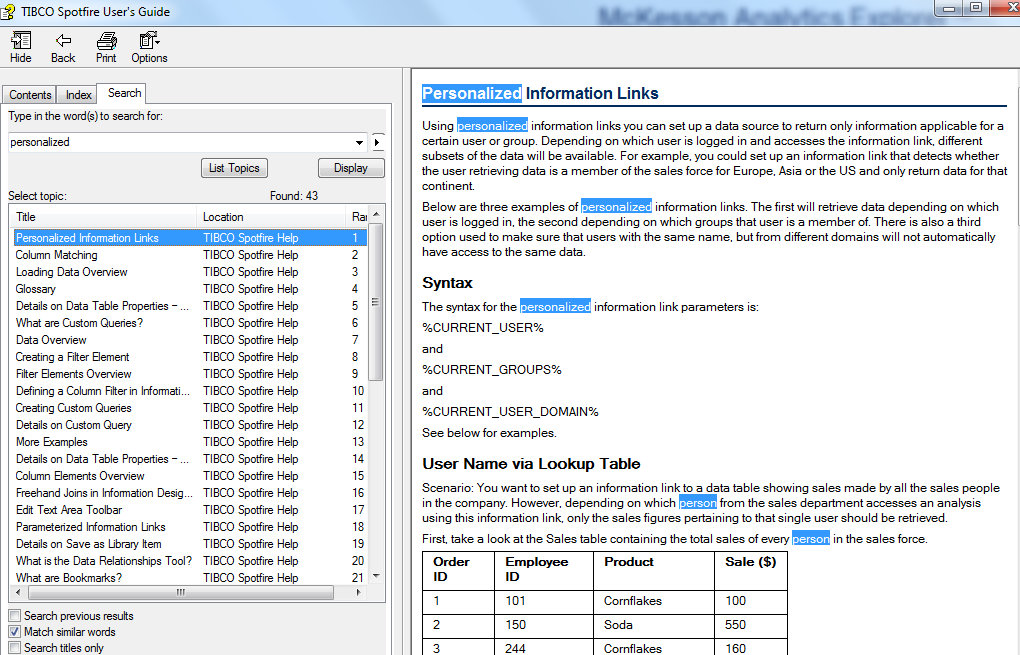 TIBCO Spotfire User's Guide
McKesson Analytics Explorer
Hide Back Print Options
Contents Index Search
Type in the word(s) to search for:
personalized
List Topics Display
Select topic: Found: 43
Title Location Ra
Personalized Information Links TIBCO Spotfire Help 1
Column Matching TIBCO Spotfire Help 2
Loading Data Overview TIBCO Spotfire Help 3
Glossary TIBCO Spotfire Help 4
Details on Data Table Properties – ... TIBCO Spotfire Help 5
What are Custom Queries? TIBCO Spotfire Help 6
Data Overview TIBCO Spotfire Help 7
Creating a Filter Element TIBCO Spotfire Help 8
Filter Elements Overview TIBCO Spotfire Help 9
Defining a Column Filter in Informati... TIBCO Spotfire Help 10
Creating Custom Queries TIBCO Spotfire Help 11
Details on Custom Query TIBCO Spotfire Help 12
More Examples TIBCO Spotfire Help 13
Details on Data Table Properties – ... TIBCO Spotfire Help 14
Column Elements Overview TIBCO Spotfire Help 15
Freehand Joins in Information Desig... TIBCO Spotfire Help 16
Edit Text Area Toolbar TIBCO Spotfire Help 17
Parameterized Information Links TIBCO Spotfire Help 18
Details on Save as Library Item TIBCO Spotfire Help 19
What is the Data Relationships Tool? TIBCO Spotfire Help 20
What are Bookmarks? TIBCO Spotfire Help 21
Search previous results
Match similar words
Search titles only
Personalized Information Links
Using personalized information links you can set up a data source to return only information applicable for a
certain user or group. Depending on which user is logged in and accesses the information link, different
subsets of the data will be available. For example, you could set up an information link that detects whether
the user retrieving data is a member of the sales force for Europe, Asia or the US and only return data for that
continent.
Below are three examples of personalized information links. The first will retrieve data depending on which
user is logged in, the second depending on which groups that user is a member of. There is also a third
option used to make sure that users with the same name, but from different domains will not automatically
have access to the same data.
Syntax
The syntax for the personalized information link parameters is:
%CURRENT_USER%
and
%CURRENT_GROUPS%
and
%CURRENT_USER_DOMAIN%
See below for examples.
User Name via Lookup Table
Scenario: You want to set up an information link to a data table showing sales made by all the sales people
in the company. However, depending on which person from the sales department accesses an analysis
using this information link, only the sales figures pertaining to that single user should be retrieved.
First, take a look at the Sales table containing the total sales of every person in the sales force.
Order Employee Product Sale ($)
ID ID
1 101 Cornflakes 100
2 150 Soda 550
3 244 Cornflakes 160